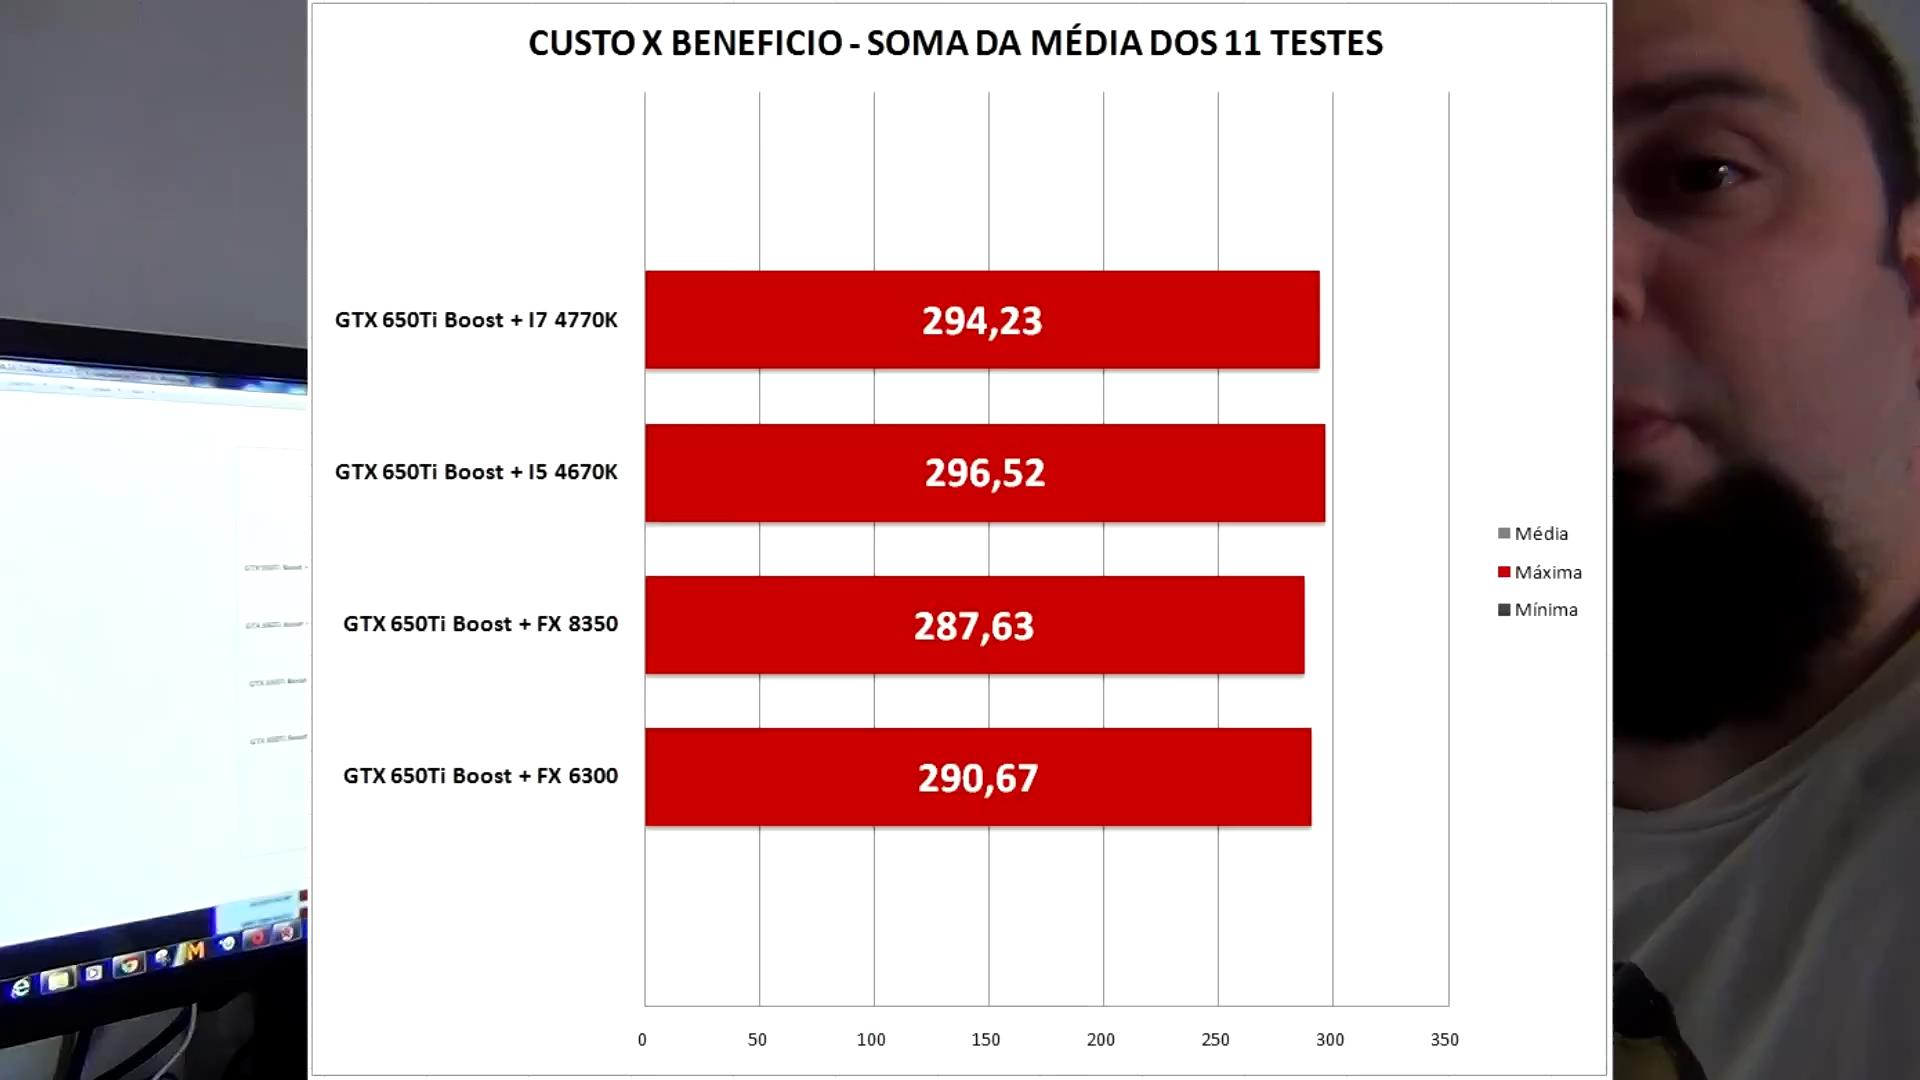 CUSTO X BENEFICIO - SOMA DA MÉDIA DOS 11 TESTES
GTX 650Ti Boost + I7 4770K
294,23
GTX 650Ti Boost + I5 4670K
296,52
GTX 650Ti Boost + FX 8350
287,63
GTX 650Ti Boost + FX 6300
290,67
Média
Máxima
Mínima
0 50 100 150 200 250 300 350